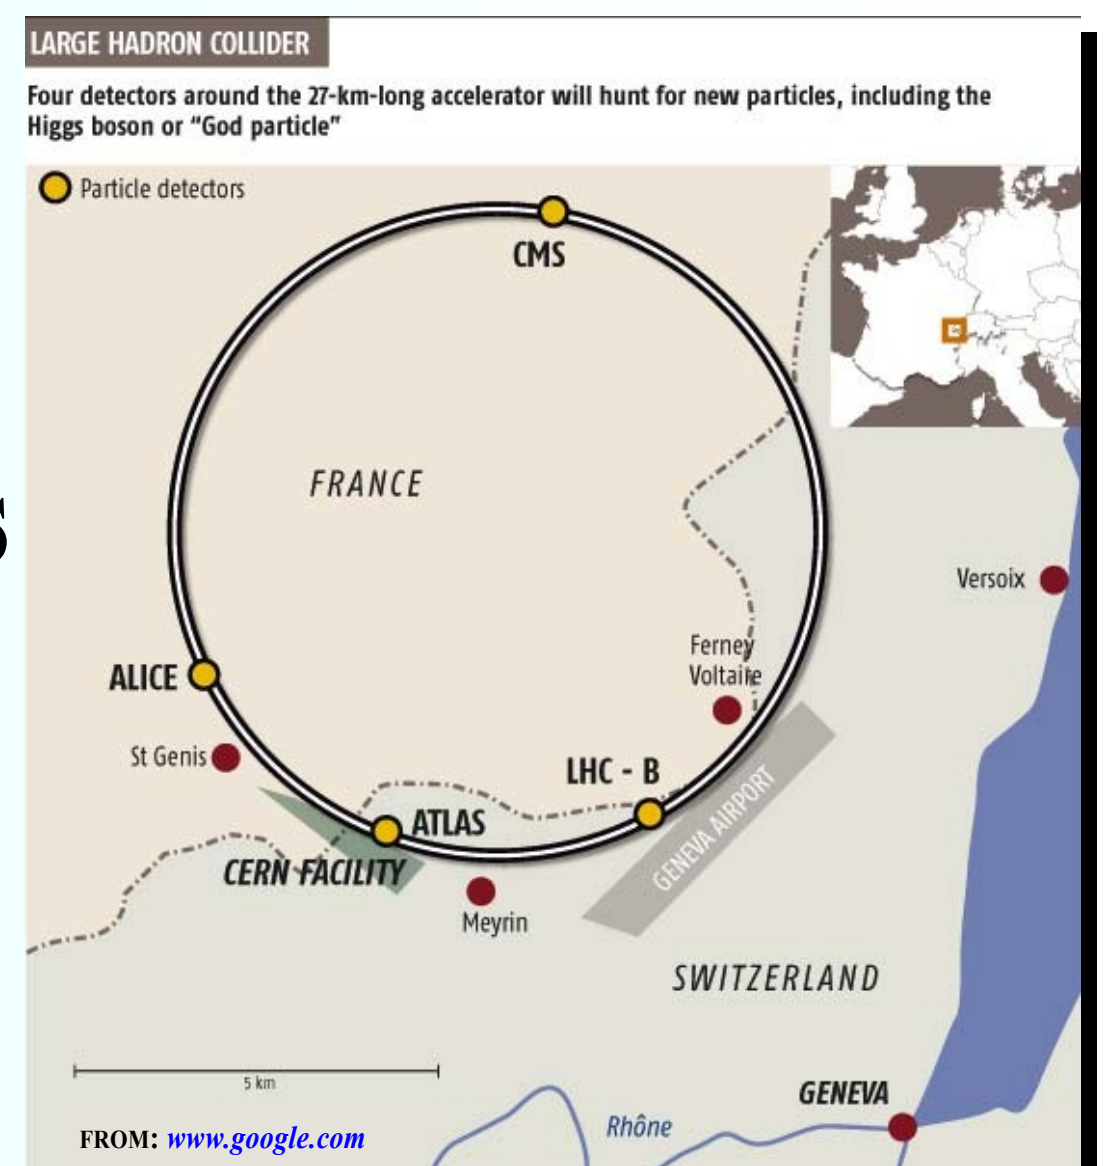 LARGE HADRON COLLIDER
Four detectors around the 27-km-long accelerator will hunt for new particles, including the
Higgs boson or “God particle”
Particle detectors
CMS
FRANCE
Versoix
Ferney
Voltaire
ALICE
St Genis
LHC - B
ATLAS
GENEVA AIRPORT
CERN FACILITY
Meyrin
SWITZERLAND
5 km
GENEVA
Rhône
FROM: www.google.com